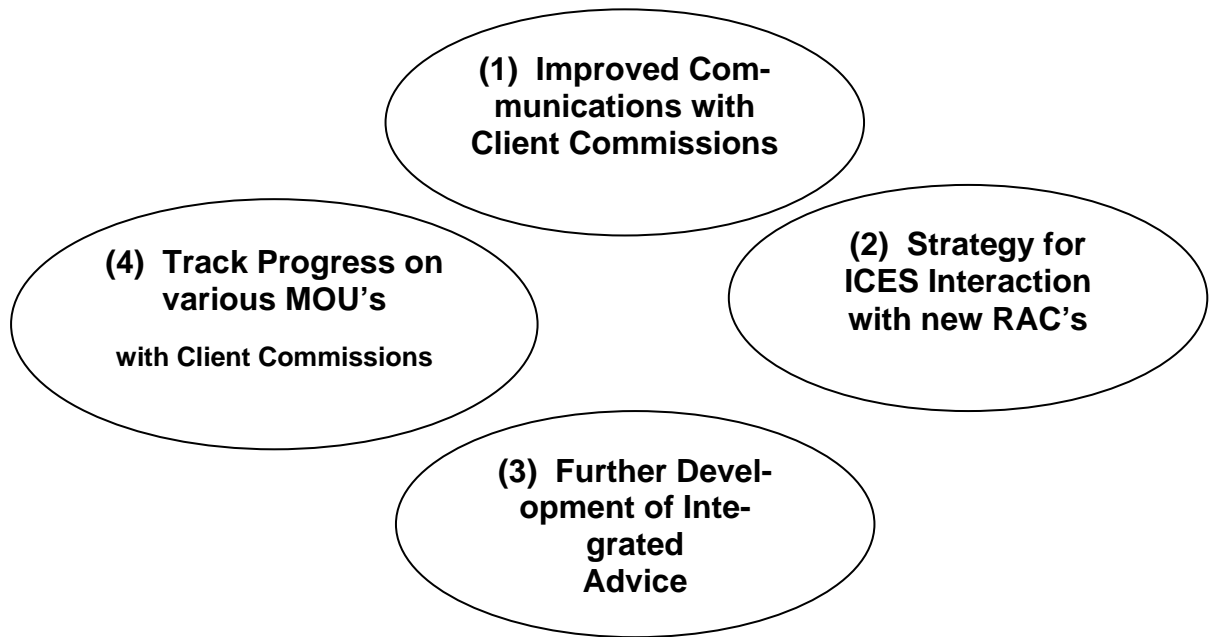 (1) Improved Com-
munications with
Client Commissions
(2) Strategy for
ICES Interaction
with new RAC's
(3) Further Devel-
opment of Inte-
grated
Advice
(4) Track Progress on
various MOU's
with Client Commissions